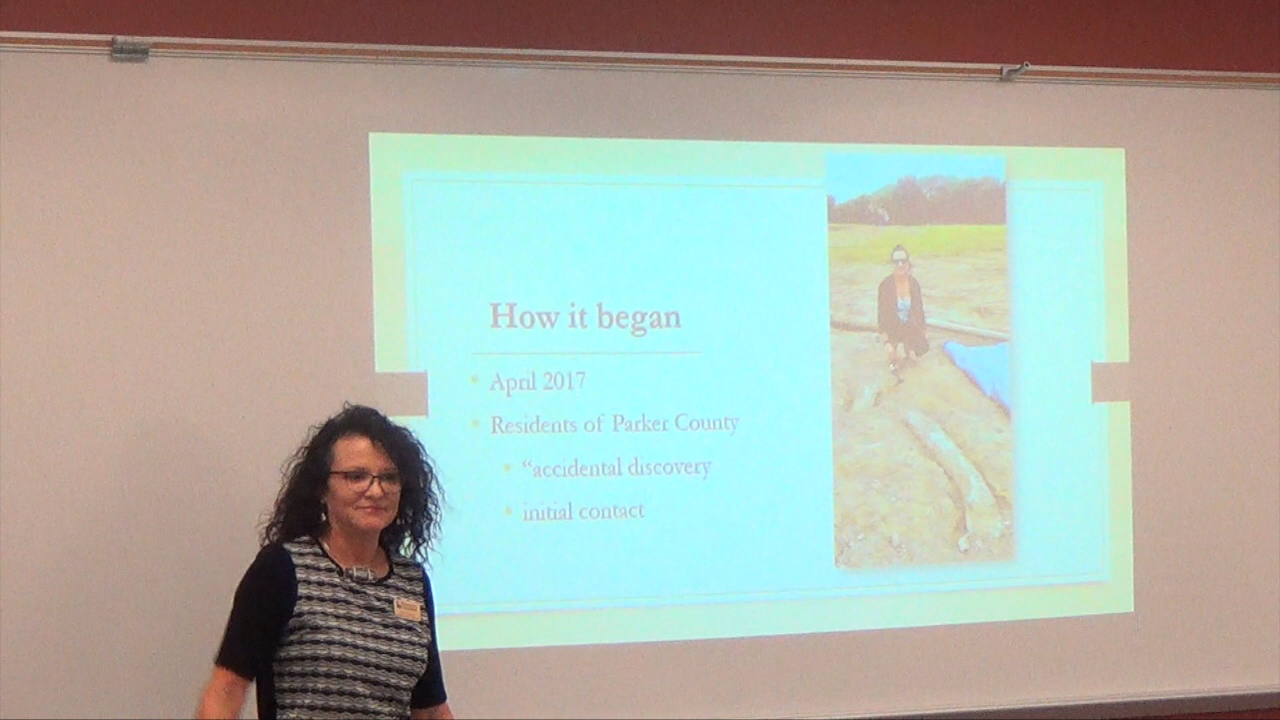 How it began
April 2017
Residents of Parker County
“accidental discovery
initial contact